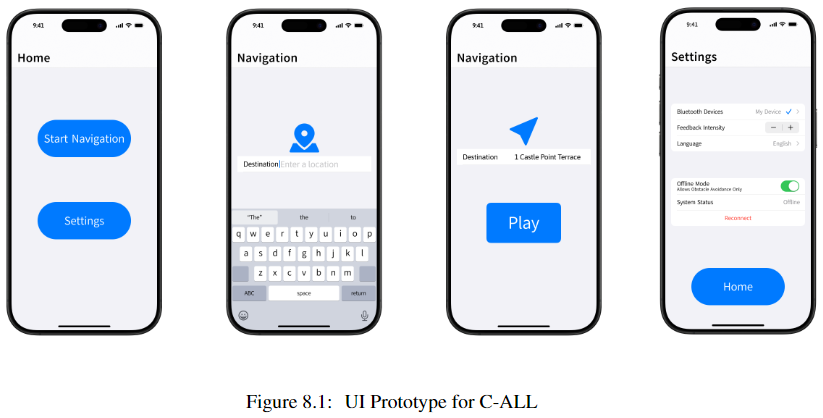 9:41
Home
Start Navigation
Settings
9:41
Navigation
Destination Enter a location
"The" the to
q w e r t y u i o p
a s d f g h j k l
z x c v b n m
ABC space return
9:41
Navigation
Destination 1 Castle Point Terrace
Play
9:41
Settings
Bluetooth Devices My Device
Feedback Intensity − +
Language English
Offline Mode
Allows Obstacle Avoidance Only
System Status Offline
Reconnect
Home
Figure 8.1: UI Prototype for C-ALL